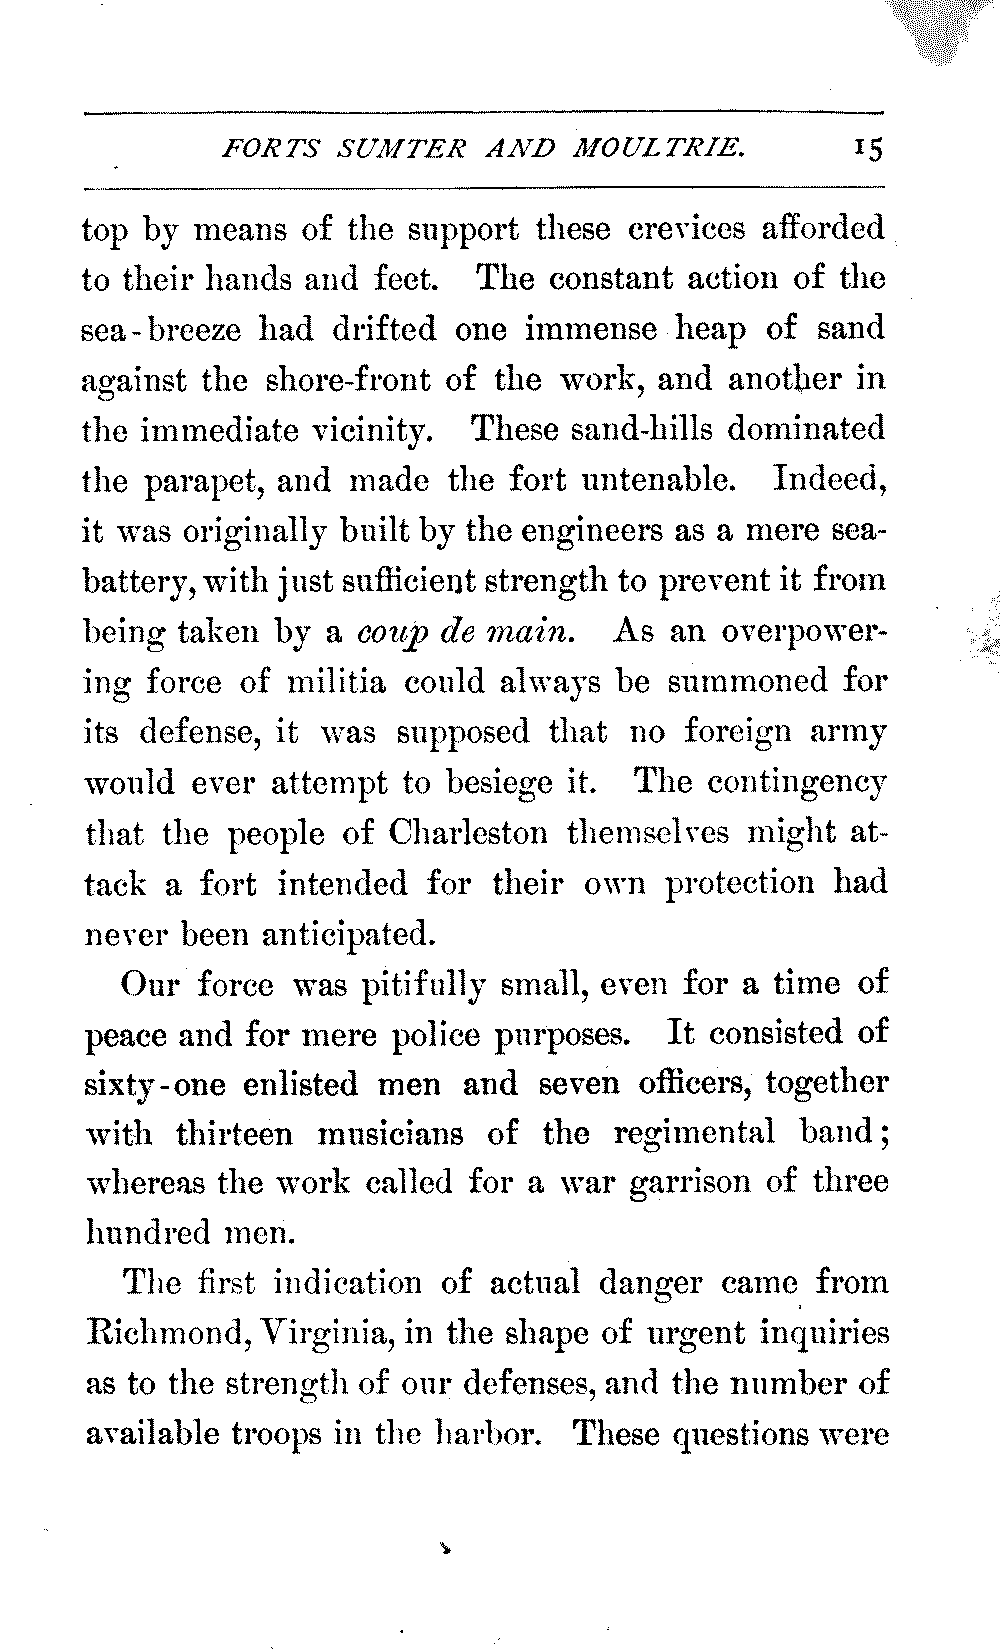 FORTS SUMTER AND MOULTRIE. 15
top by means of the support these crevices afforded
to their hands and feet. The constant action of the
sea-breeze had drifted one immense heap of sand
against the shore-front of the work, and another in
the immediate vicinity. These sand-hills dominated
the parapet, and made the fort untenable. Indeed,
it was originally built by the engineers as a mere sea-
battery, with just sufficient strength to prevent it from
being taken by a coup de main. As an overpower-
ing force of militia could always be summoned for
its defense, it was supposed that no foreign army
would ever attempt to besiege it. The contingency
that the people of Charleston themselves might at-
tack a fort intended for their own protection had
never been anticipated.
Our force was pitifully small, even for a time of
peace and for mere police purposes. It consisted of
sixty-one enlisted men and seven officers, together
with thirteen musicians of the regimental band;
whereas the work called for a war garrison of three
hundred men.
The first indication of actual danger came from
Richmond, Virginia, in the shape of urgent inquiries
as to the strength of our defenses, and the number of
available troops in the harbor. These questions were